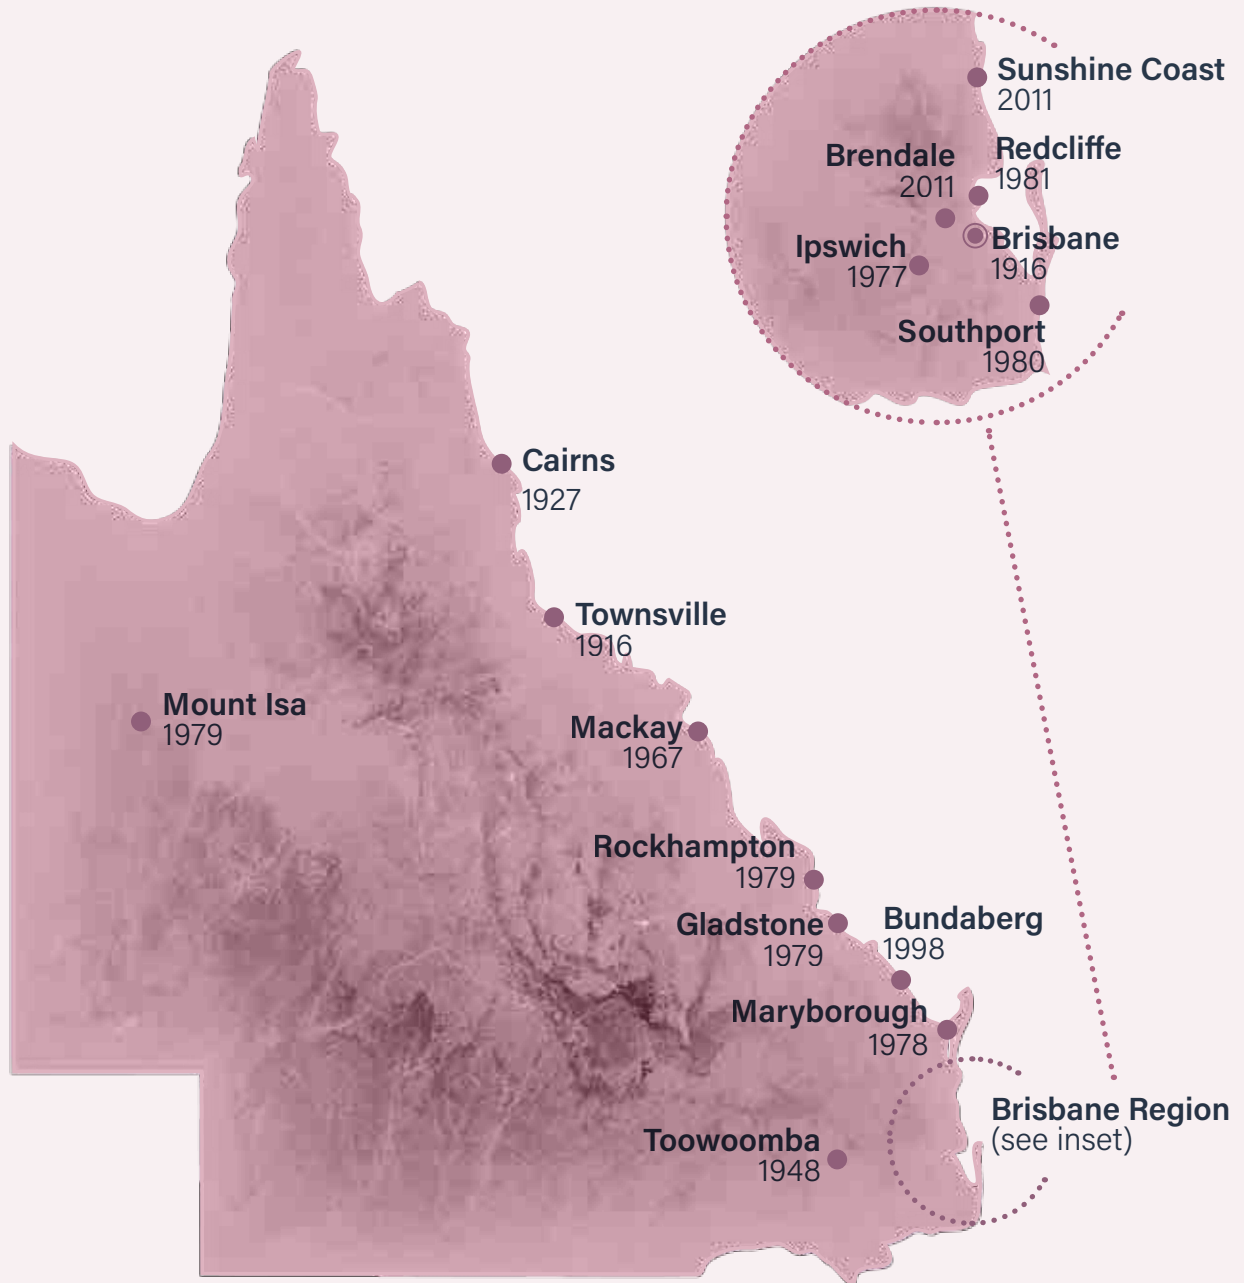 Sunshine Coast
2011
Redcliffe
1981
Brendale
2011
Brisbane
1916
Ipswich
1977
Southport
1980
Cairns
1927
Townsville
1916
Mount Isa
1979
Mackay
1967
Rockhampton
1979
Gladstone
1979
Bundaberg
1998
Maryborough
1978
Brisbane Region
(see inset)
Toowoomba
1948